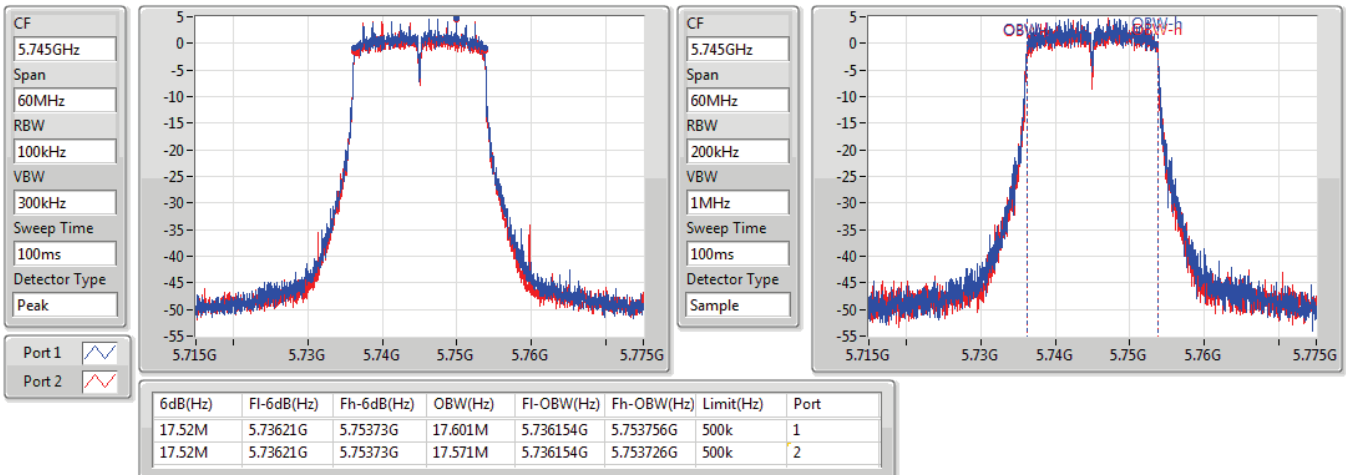 CF
5.745GHz
Span
60MHz
RBW
100kHz
VBW
300kHz
Sweep Time
100ms
Detector Type
Peak
Port 1
Port 2
5
0
-5
-10
-15
-20
-25
-30
-35
-40
-45
-50
-55
5.715G 5.73G 5.74G 5.75G 5.76G 5.775G
CF
5.745GHz
Span
60MHz
RBW
200kHz
VBW
1MHz
Sweep Time
100ms
Detector Type
Sample
OBW-h
5
0
-5
-10
-15
-20
-25
-30
-35
-40
-45
-50
-55
5.715G 5.73G 5.74G 5.75G 5.76G 5.775G
6dB(Hz) Fl-6dB(Hz) Fh-6dB(Hz) OBW(Hz) Fl-OBW(Hz) Fh-OBW(Hz) Limit(Hz) Port
17.52M 5.73621G 5.75373G 17.601M 5.736154G 5.753756G 500k 1
17.52M 5.73621G 5.75373G 17.571M 5.736154G 5.753726G 500k 2